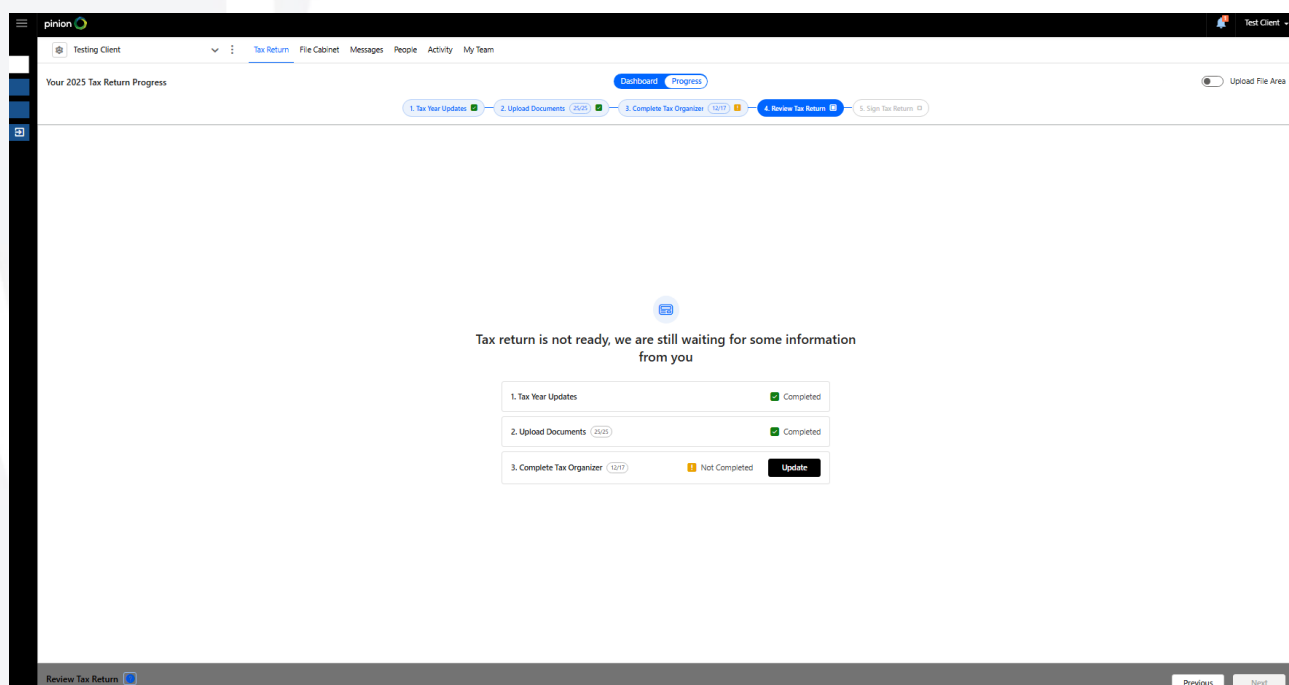 pinion
Test Client
Testing Client
Tax Return File Cabinet Messages People Activity My Team
Your 2025 Tax Return Progress
Dashboard Progress
Upload File Area
1. Tax Year Updates
2. Upload Documents 25/25
3. Complete Tax Organizer 12/17
4. Review Tax Return
5. Sign Tax Return
Tax return is not ready, we are still waiting for some information
from you
1. Tax Year Updates Completed
2. Upload Documents 25/25 Completed
3. Complete Tax Organizer 12/17 Not Completed Update
Review Tax Return
Previous Next